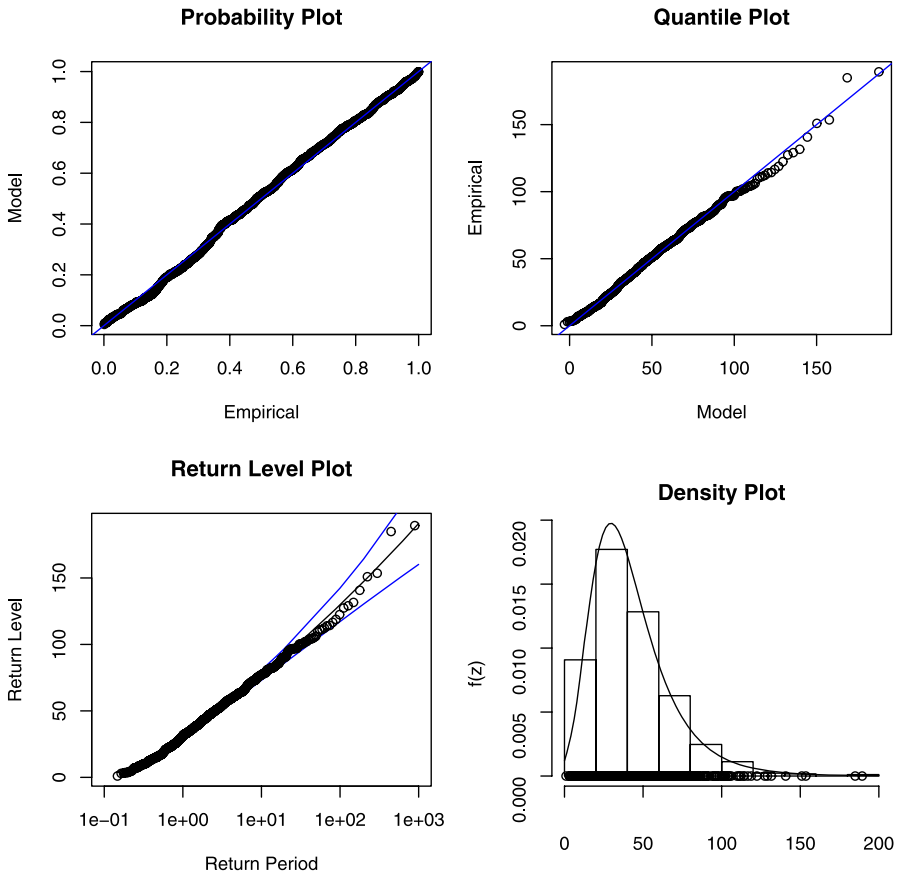 Probability Plot
Model
0.0 0.2 0.4 0.6 0.8 1.0
0.0 0.2 0.4 0.6 0.8 1.0
Empirical
Quantile Plot
Empirical
0 50 100 150
0 50 100 150
Model
Return Level Plot
Return Level
0 50 100 150
1e−01 1e+00 1e+01 1e+02 1e+03
Return Period
Density Plot
f(z)
0.000 0.005 0.010 0.015 0.020
0 50 100 150 200